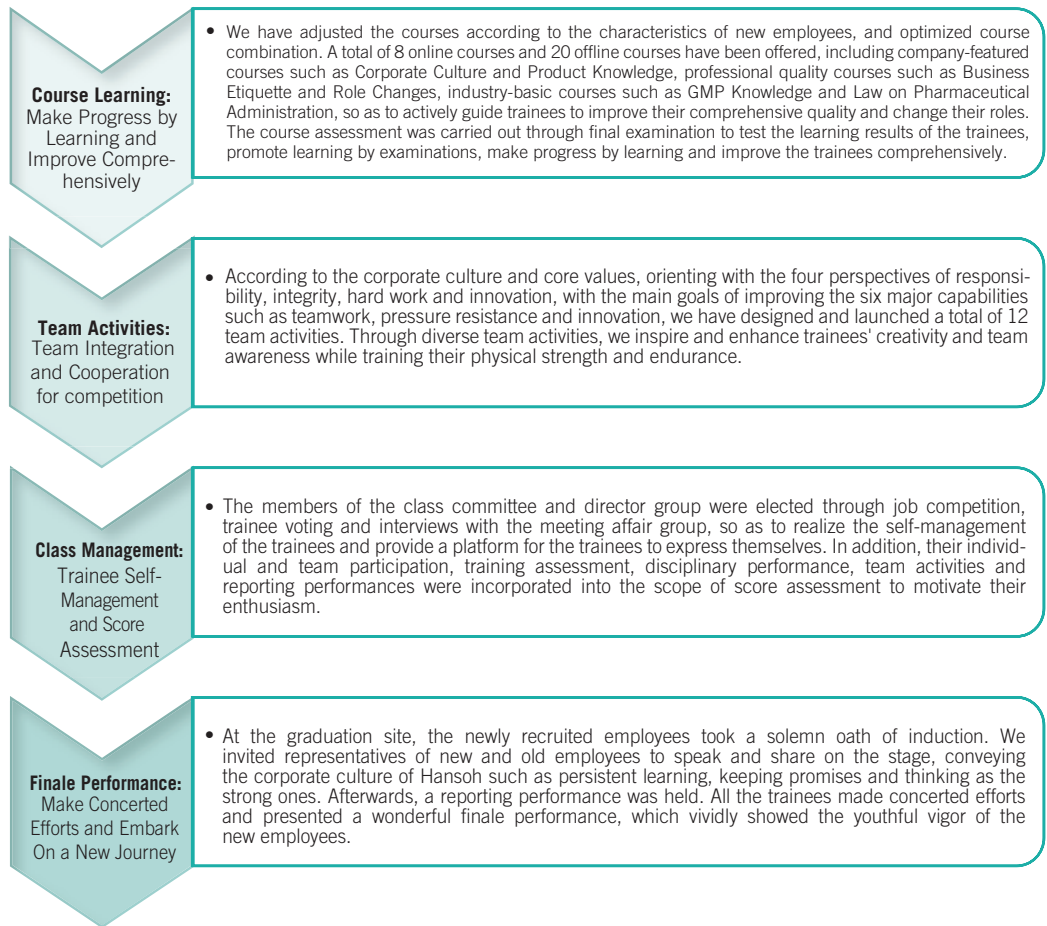 Course Learning:
Make Progress by
Learning and
Improve Compre-
hensively
• We have adjusted the courses according to the characteristics of new employees, and optimized course
combination. A total of 8 online courses and 20 offline courses have been offered, including company-featured
courses such as Corporate Culture and Product Knowledge, professional quality courses such as Business
Etiquette and Role Changes, industry-basic courses such as GMP Knowledge and Law on Pharmaceutical
Administration, so as to actively guide trainees to improve their comprehensive quality and change their roles.
The course assessment was carried out through final examination to test the learning results of the trainees,
promote learning by examinations, make progress by learning and improve the trainees comprehensively.
Team Activities:
Team Integration
and Cooperation
for competition
• According to the corporate culture and core values, orienting with the four perspectives of responsi-
bility, integrity, hard work and innovation, with the main goals of improving the six major capabilities
such as teamwork, pressure resistance and innovation, we have designed and launched a total of 12
team activities. Through diverse team activities, we inspire and enhance trainees' creativity and team
awareness while training their physical strength and endurance.
Class Management:
Trainee Self-
Management
and Score
Assessment
• The members of the class committee and director group were elected through job competition,
trainee voting and interviews with the meeting affair group, so as to realize the self-management
of the trainees and provide a platform for the trainees to express themselves. In addition, their individ-
ual and team participation, training assessment, disciplinary performance, team activities and
reporting performances were incorporated into the scope of score assessment to motivate their
enthusiasm.
Finale Performance:
Make Concerted
Efforts and Embark
On a New Journey
• At the graduation site, the newly recruited employees took a solemn oath of induction. We
invited representatives of new and old employees to speak and share on the stage, conveying
the corporate culture of Hansoh such as persistent learning, keeping promises and thinking as the
strong ones. Afterwards, a reporting performance was held. All the trainees made concerted efforts
and presented a wonderful finale performance, which vividly showed the youthful vigor of the
new employees.